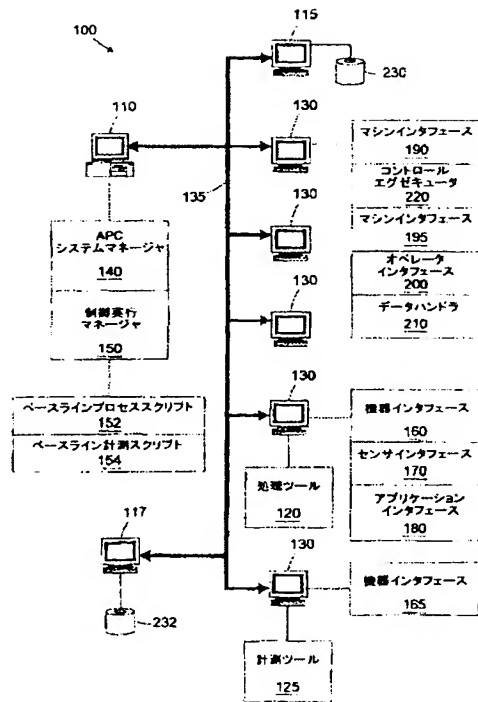 100
115
230
110
130
マシンインタフェース
190
コントロール
エグゼキュータ
220
135
130
マシンインタフェース
195
APC
システムマネージャ
140
オペレータ
インタフェース
200
データハンドラ
210
130
制御実行
マネージャ
150
130
機器インタフェース
160
ベースラインプロセススクリプト
152
ベースライン計測スクリプト
154
センサインタフェース
170
処理ツール
120
アプリケーション
インタフェース
180
117
130
機器インタフェース
165
232
計測ツール
125